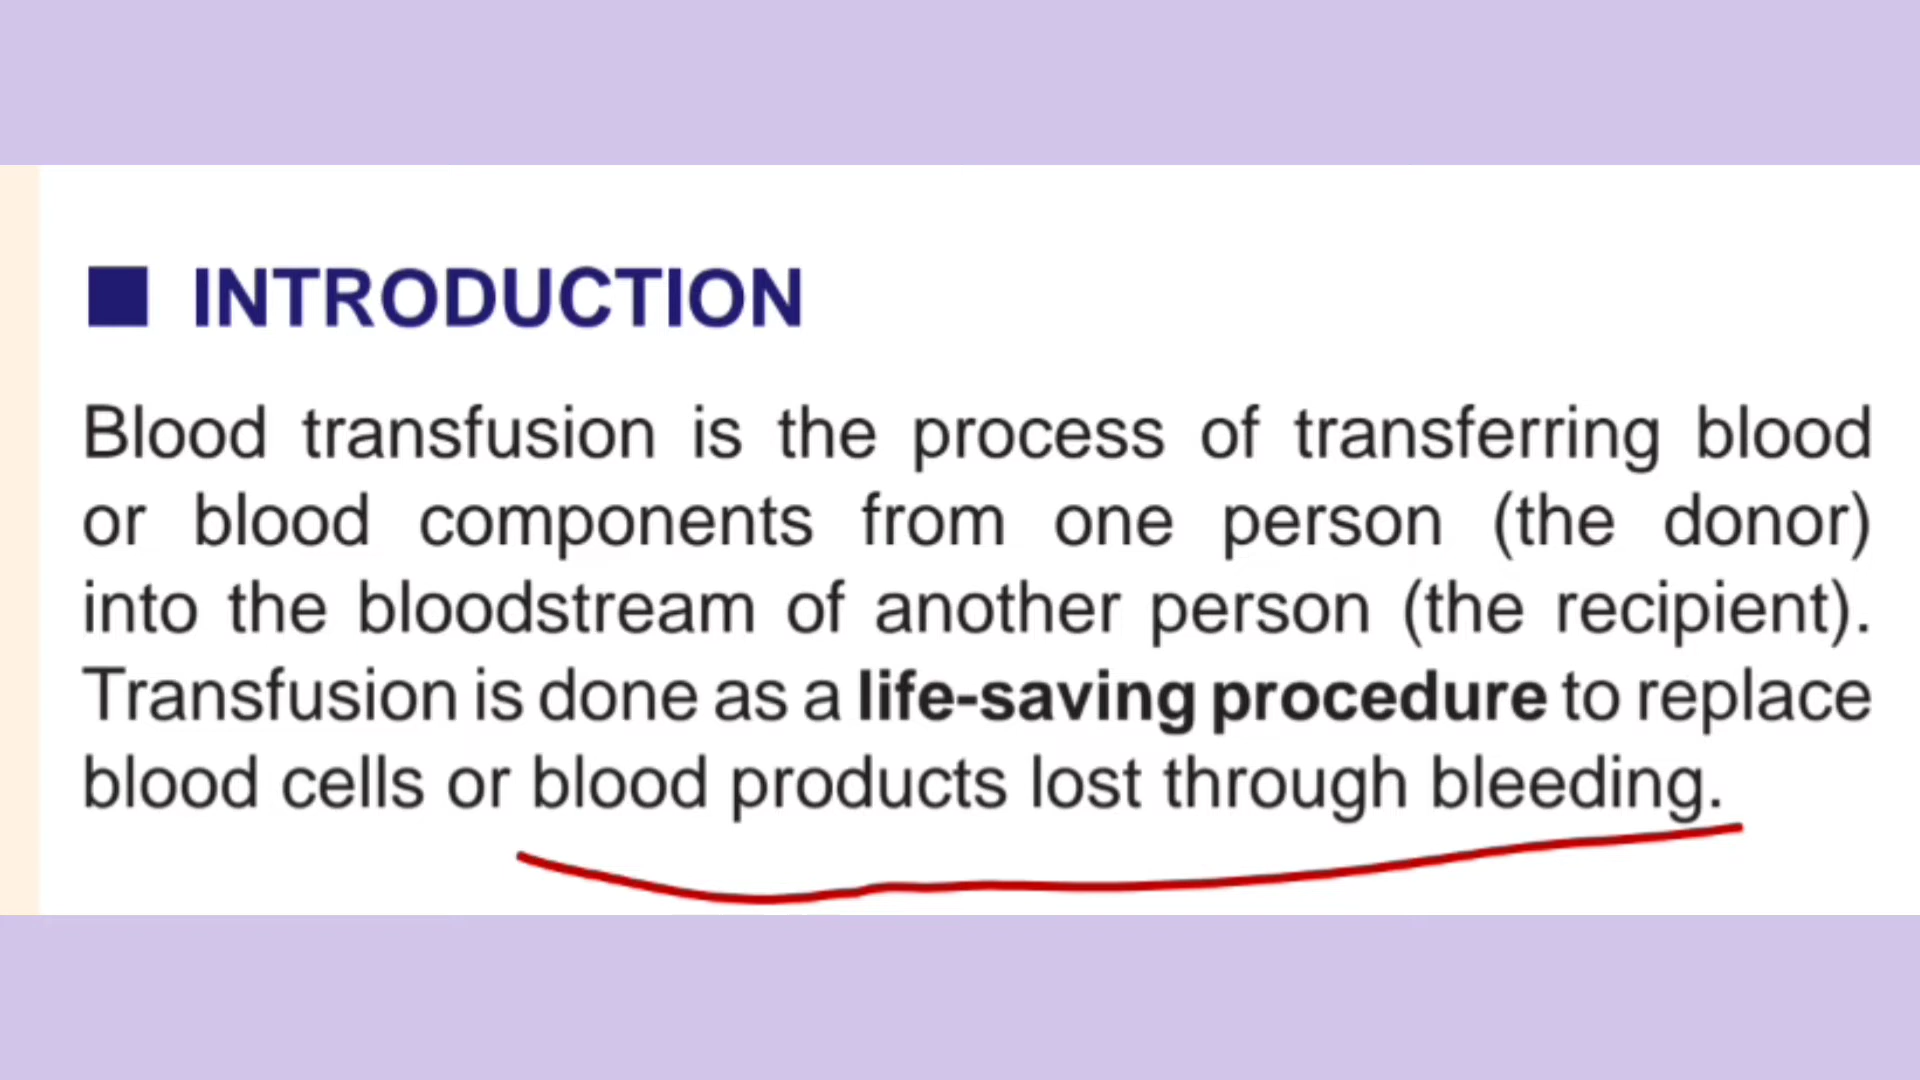 INTRODUCTION
Blood transfusion is the process of transferring blood
or blood components from one person (the donor)
into the bloodstream of another person (the recipient).
Transfusion is done as a life-saving procedure to replace
blood cells or blood products lost through bleeding.